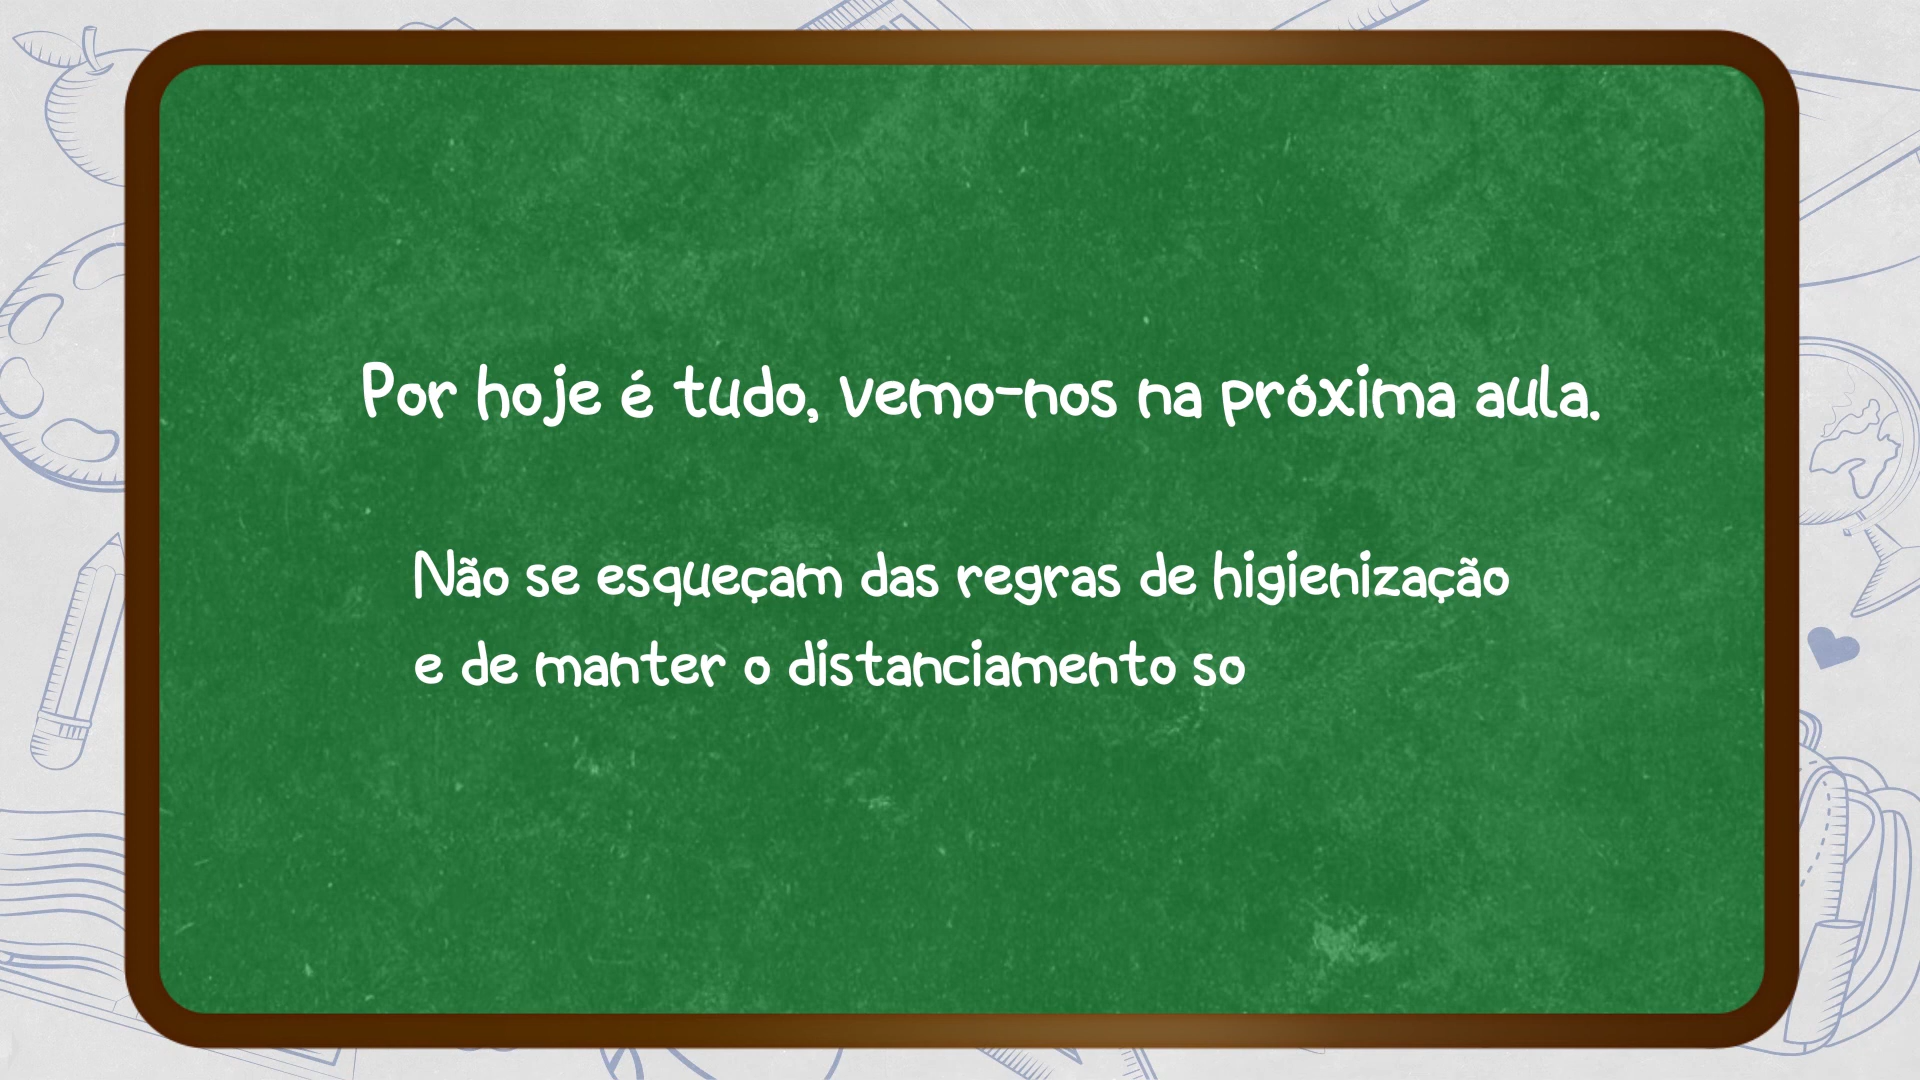 Por hoje é tudo, vemo-nos na próxima aula.
Não se esqueçam das regras de higienização
e de manter o distanciamento so